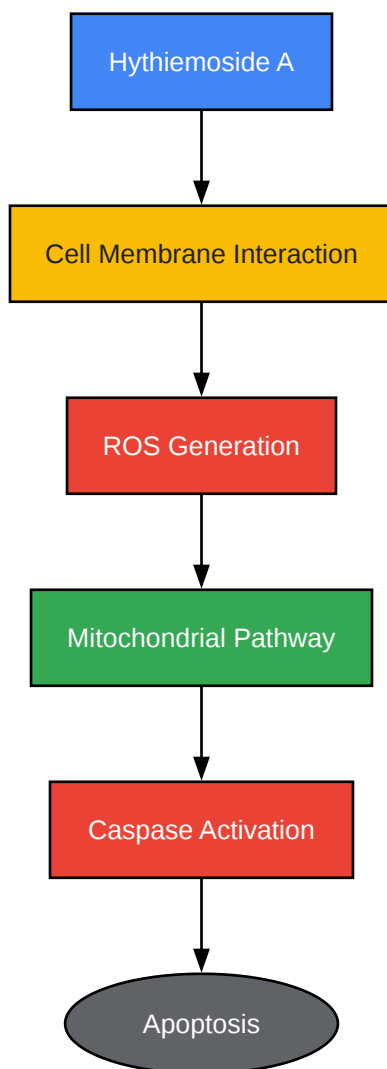 Hythiemoside A
Cell Membrane Interaction
ROS Generation
Mitochondrial Pathway
Caspase Activation
Apoptosis